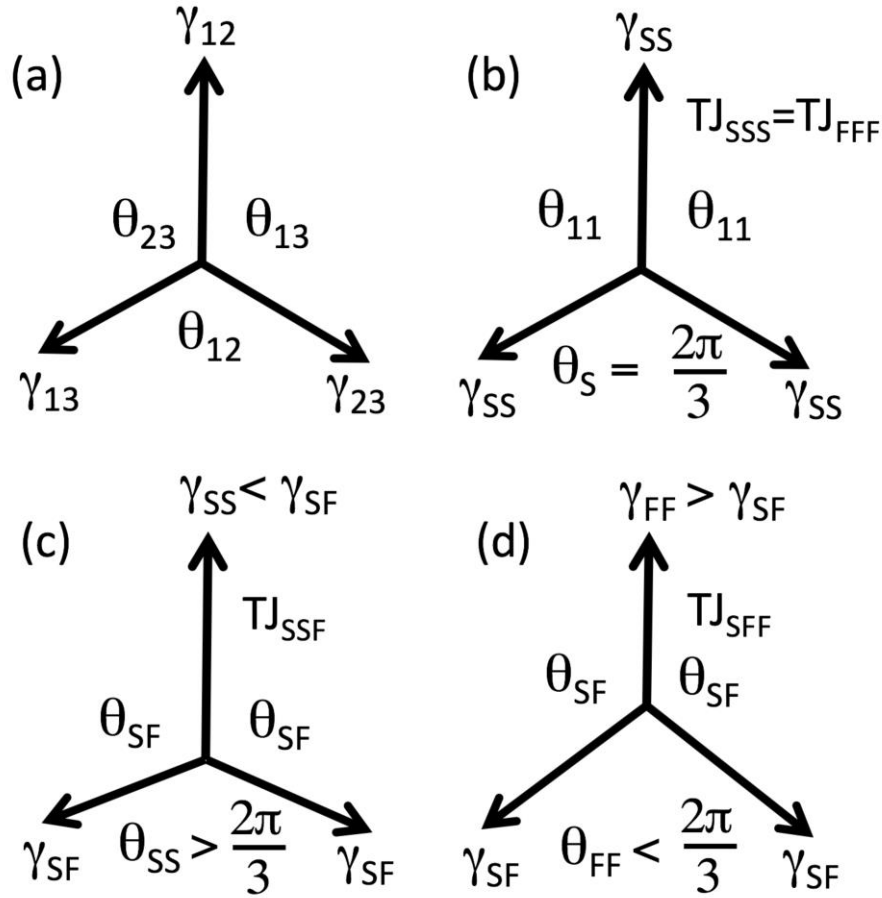 (a)
γ₁₂
θ₂₃ θ₁₃
θ₁₂
γ₁₃ γ₂₃
(b)
γSS
TJSSS=TJFFF
θ₁₁ θ₁₁
γSS θS = 2π/3 γSS
(c)
γSS< γSF
TJSSF
θSF θSF
γSF θSS > 2π/3 γSF
(d)
γFF > γSF
TJSFF
θSF θSF
γSF θFF < 2π/3 γSF